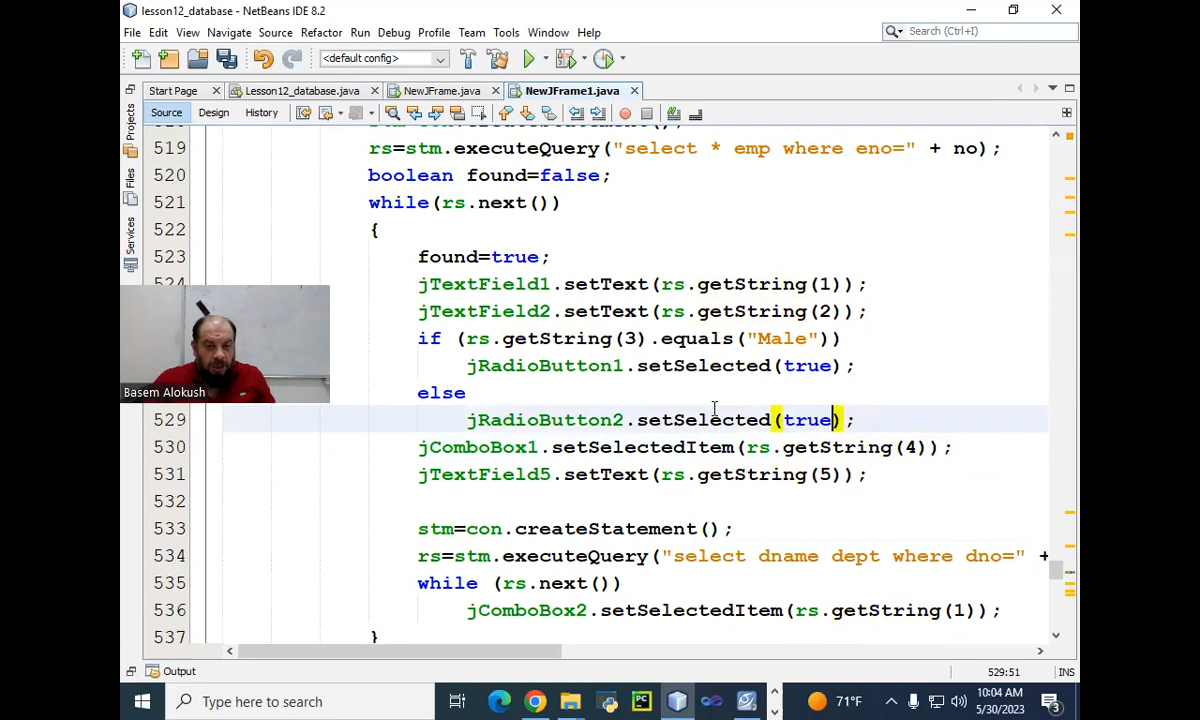 lesson12_database - NetBeans IDE 8.2
File Edit View Navigate Source Refactor Run Debug Profile Team Tools Window Help
Search (Ctrl+I)
<default config>
Start Page Lesson12_database.java NewJFrame.java NewJFrame1.java
Source Design History
Projects
Files
Services
519 rs=stm.executeQuery("select * emp where eno=" + no);
520 boolean found=false;
521 while(rs.next())
522 {
523 found=true;
524 jTextField1.setText(rs.getString(1));
jTextField2.setText(rs.getString(2));
if (rs.getString(3).equals("Male"))
jRadioButton1.setSelected(true);
else
529 jRadioButton2.setSelected(true);
530 jComboBox1.setSelectedItem(rs.getString(4));
531 jTextField5.setText(rs.getString(5));
532
533 stm=con.createStatement();
534 rs=stm.executeQuery("select dname dept where dno=" +
535 while (rs.next())
536 jComboBox2.setSelectedItem(rs.getString(1));
537 }
Basem Alokush
Output
529:51 INS
Type here to search
PC
71°F
10:04 AM
5/30/2023
3